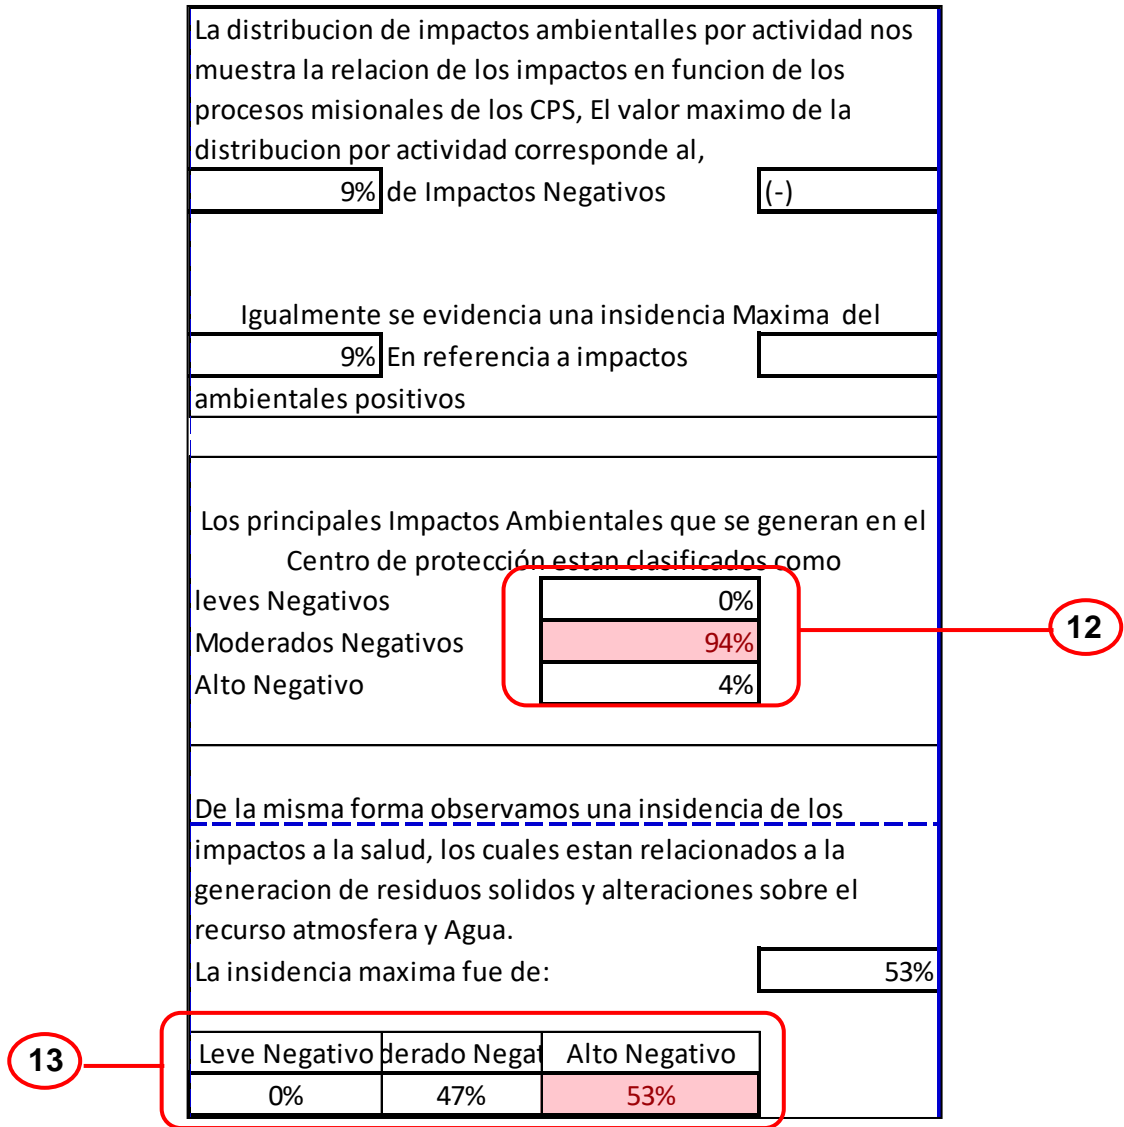 La distribucion de impactos ambientalles por actividad nos
muestra la relacion de los impactos en funcion de los
procesos misionales de los CPS, El valor maximo de la
distribucion por actividad corresponde al,
9% de Impactos Negativos (-)
Igualmente se evidencia una insidencia Maxima del
9% En referencia a impactos
ambientales positivos
Los principales Impactos Ambientales que se generan en el
Centro de protección estan clasificados como
leves Negativos 0%
Moderados Negativos 94%
Alto Negativo 4%
12
De la misma forma observamos una insidencia de los
impactos a la salud, los cuales estan relacionados a la
generacion de residuos solidos y alteraciones sobre el
recurso atmosfera y Agua.
La insidencia maxima fue de: 53%
13
Leve Negativo derado Negat Alto Negativo
0% 47% 53%